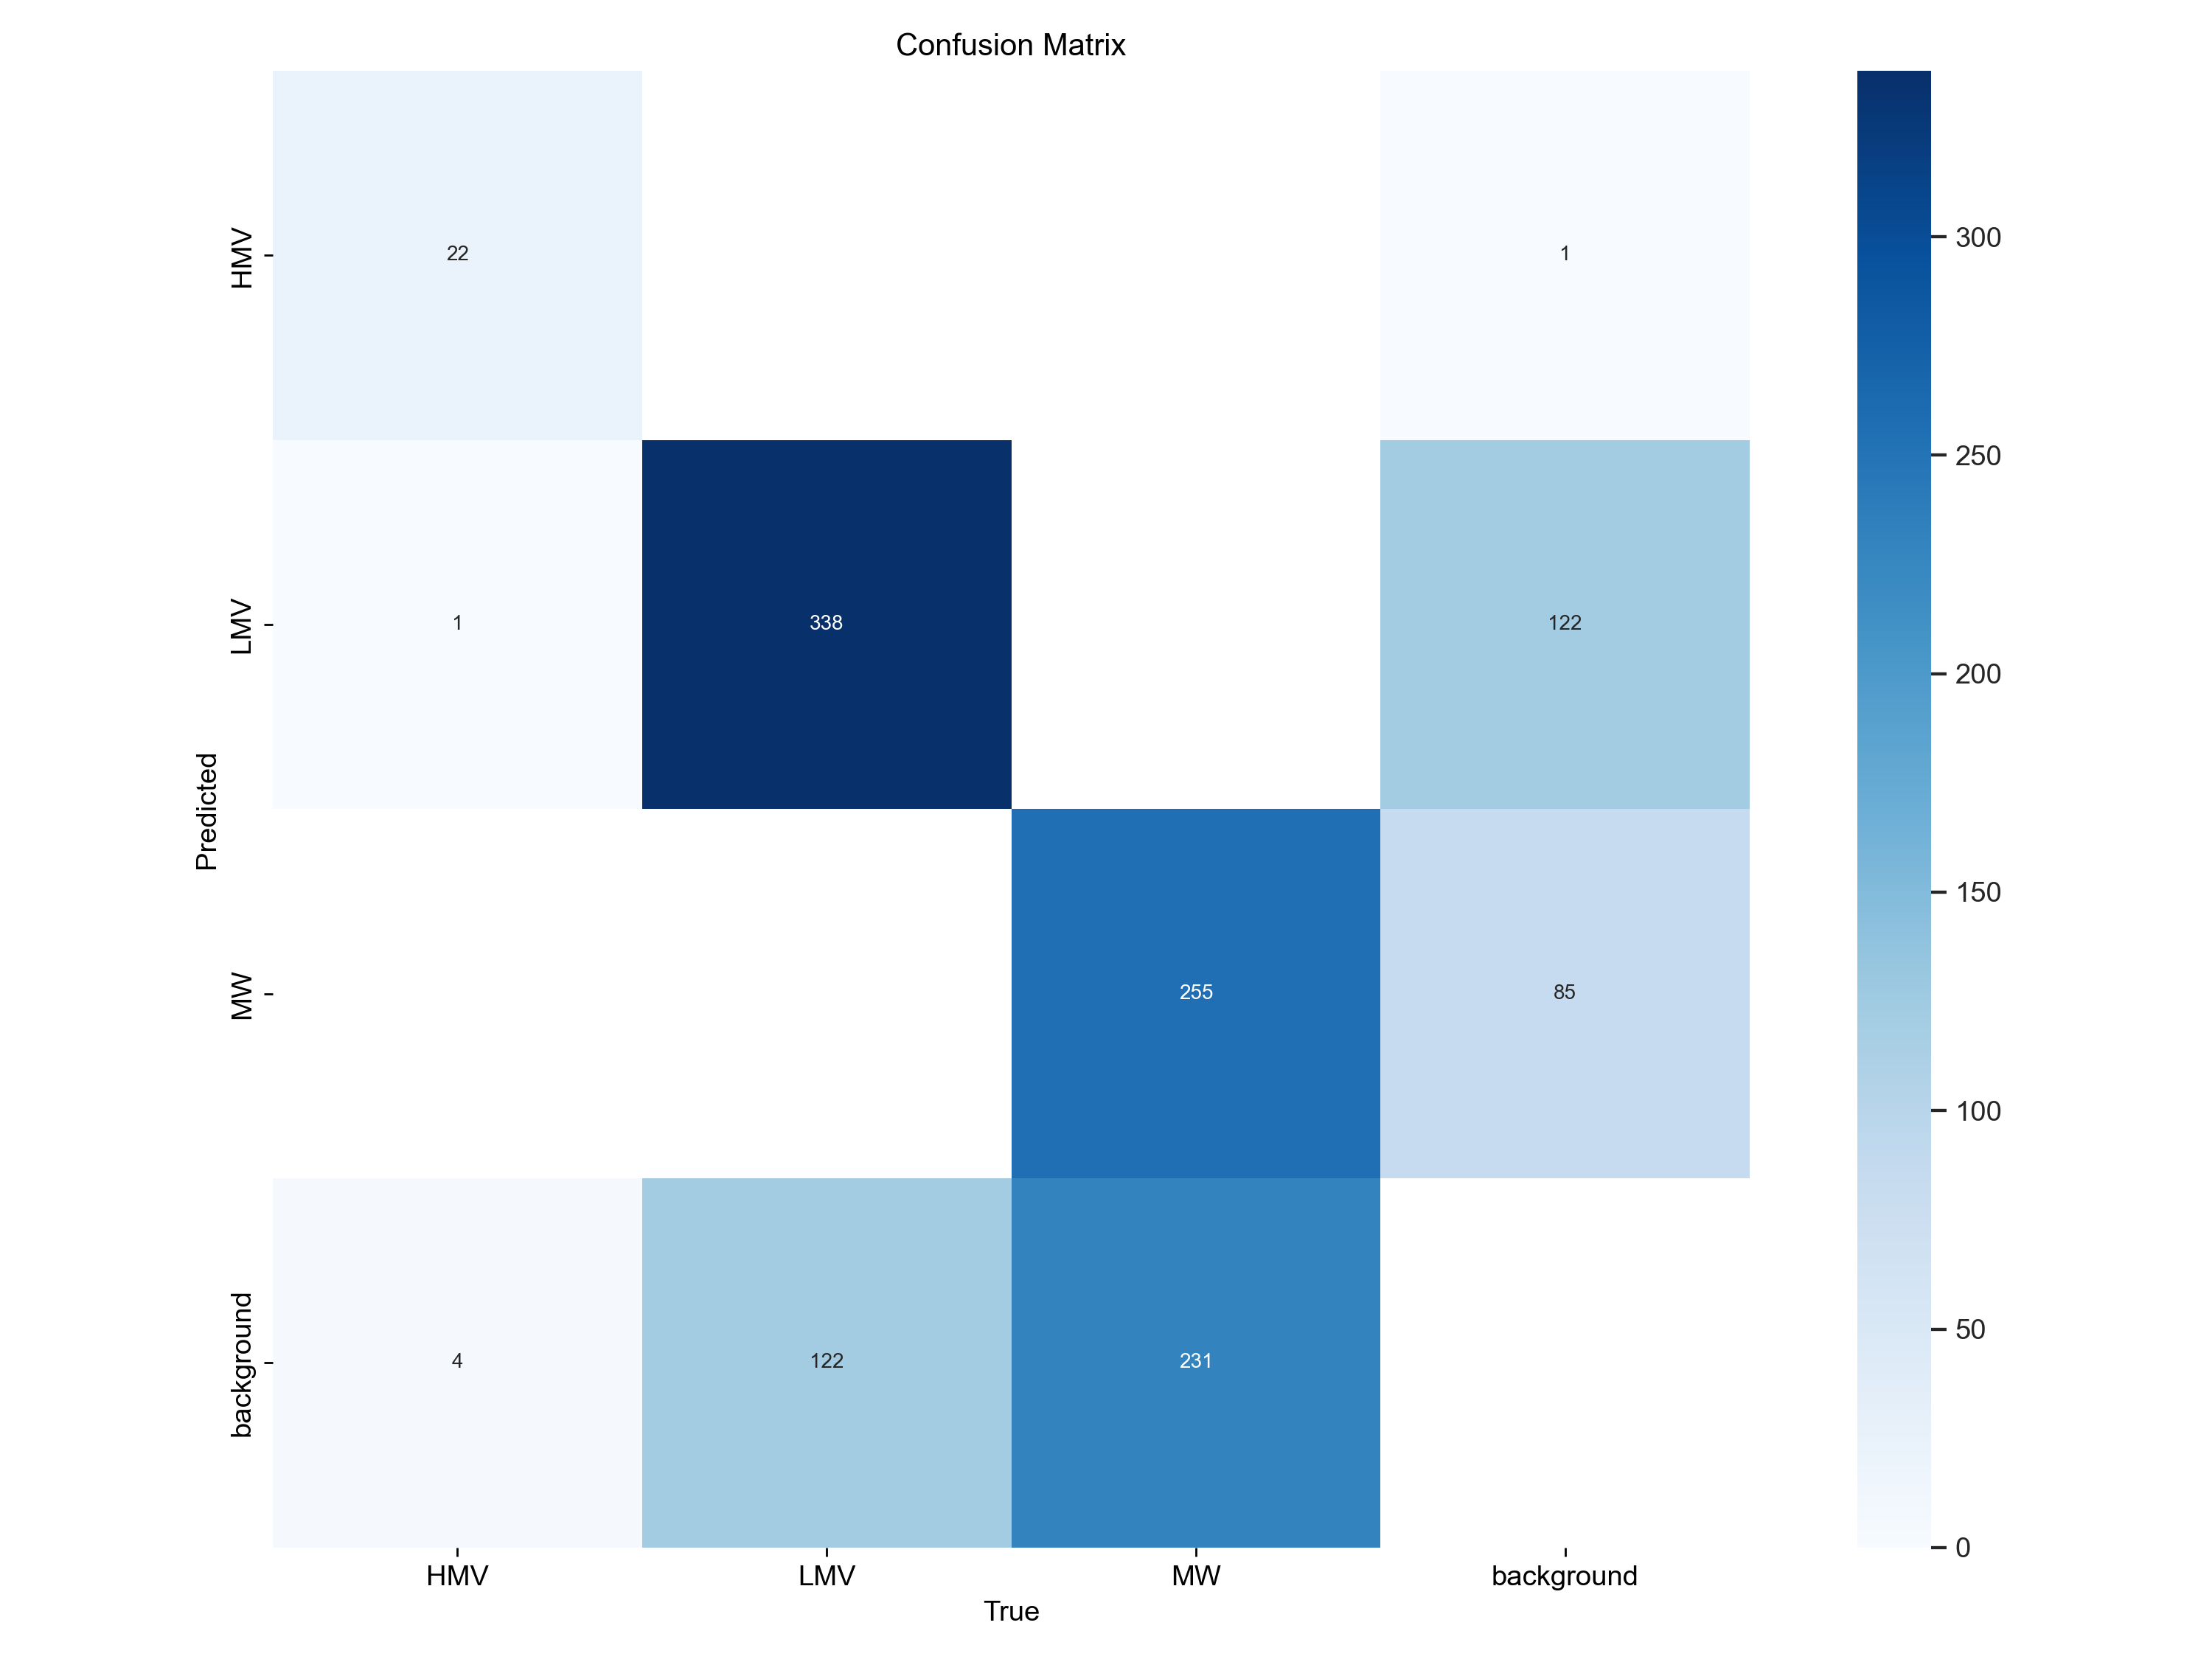 Confusion Matrix
HMV
22
1
300
LMV
1
338
122
250
200
Predicted
150
MW
255
85
100
background
4
122
231
50
0
HMV
LMV
MW
background
True